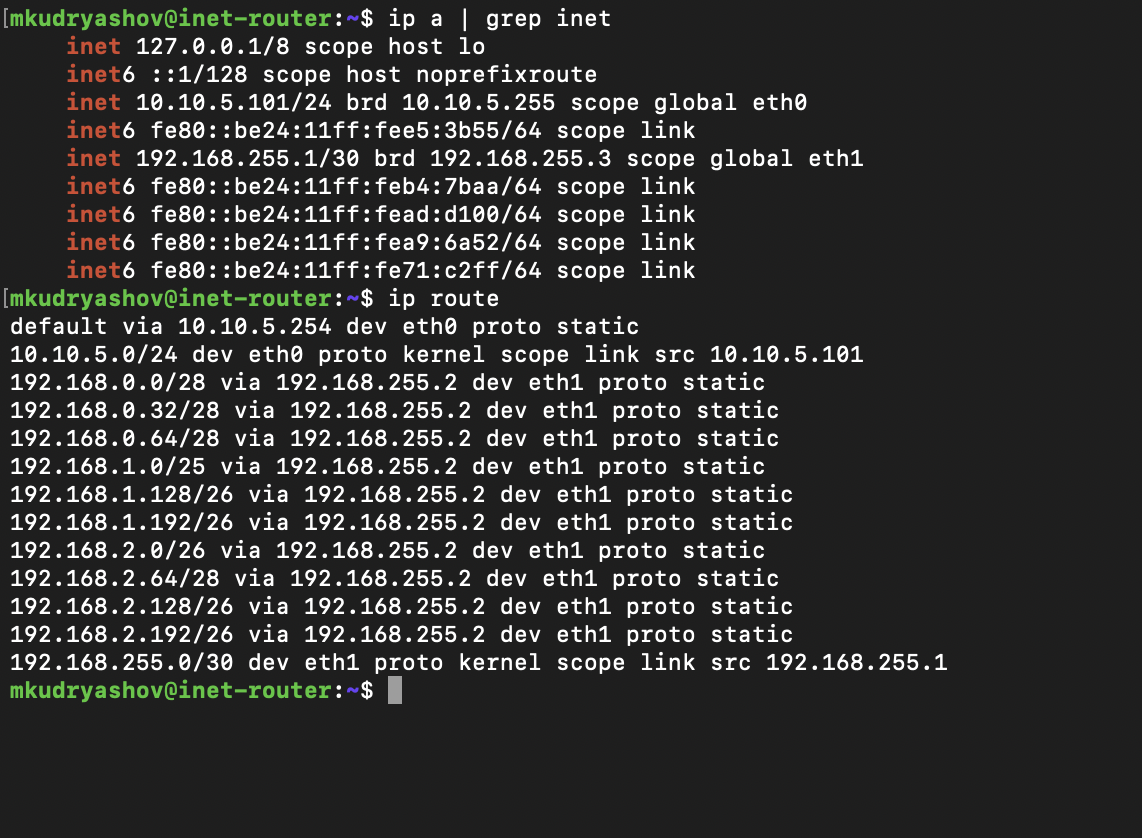 [mkudryashov@inet-router:~$ ip a | grep inet
inet 127.0.0.1/8 scope host lo
inet6 ::1/128 scope host noprefixroute
inet 10.10.5.101/24 brd 10.10.5.255 scope global eth0
inet6 fe80::be24:11ff:fee5:3b55/64 scope link
inet 192.168.255.1/30 brd 192.168.255.3 scope global eth1
inet6 fe80::be24:11ff:feb4:7baa/64 scope link
inet6 fe80::be24:11ff:fead:d100/64 scope link
inet6 fe80::be24:11ff:fea9:6a52/64 scope link
inet6 fe80::be24:11ff:fe71:c2ff/64 scope link
[mkudryashov@inet-router:~$ ip route
default via 10.10.5.254 dev eth0 proto static
10.10.5.0/24 dev eth0 proto kernel scope link src 10.10.5.101
192.168.0.0/28 via 192.168.255.2 dev eth1 proto static
192.168.0.32/28 via 192.168.255.2 dev eth1 proto static
192.168.0.64/28 via 192.168.255.2 dev eth1 proto static
192.168.1.0/25 via 192.168.255.2 dev eth1 proto static
192.168.1.128/26 via 192.168.255.2 dev eth1 proto static
192.168.1.192/26 via 192.168.255.2 dev eth1 proto static
192.168.2.0/26 via 192.168.255.2 dev eth1 proto static
192.168.2.64/28 via 192.168.255.2 dev eth1 proto static
192.168.2.128/26 via 192.168.255.2 dev eth1 proto static
192.168.2.192/26 via 192.168.255.2 dev eth1 proto static
192.168.255.0/30 dev eth1 proto kernel scope link src 192.168.255.1
mkudryashov@inet-router:~$